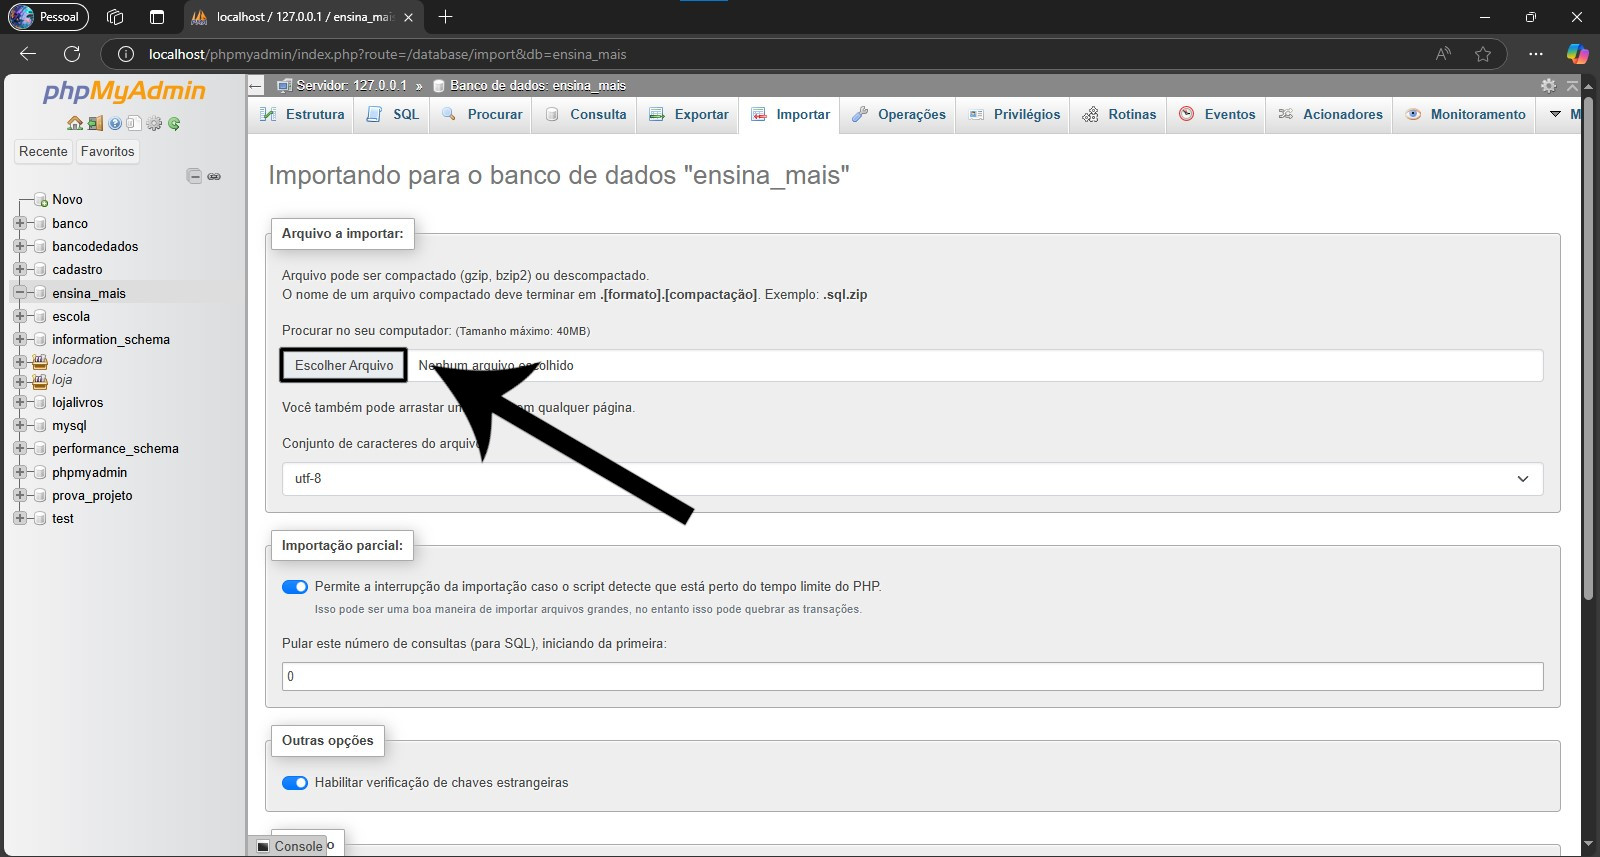 Pessoal
localhost / 127.0.0.1 / ensina_mais
localhost/phpmyadmin/index.php?route=/database/import&db=ensina_mais
phpMyAdmin
Recente
Favoritos
Novo
banco
bancodedados
cadastro
ensina_mais
escola
information_schema
locadora
loja
lojalivros
mysql
performance_schema
phpmyadmin
prova_projeto
test
Servidor: 127.0.0.1 » Banco de dados: ensina_mais
Estrutura
SQL
Procurar
Consulta
Exportar
Importar
Operações
Privilégios
Rotinas
Eventos
Acionadores
Monitoramento
M
Importando para o banco de dados "ensina_mais"
Arquivo a importar:
Arquivo pode ser compactado (gzip, bzip2) ou descompactado.
O nome de um arquivo compactado deve terminar em .[formato].[compactação]. Exemplo: .sql.zip
Procurar no seu computador: (Tamanho máximo: 40MB)
Escolher Arquivo
Nenhum arquivo escolhido
Você também pode arrastar um em qualquer página.
Conjunto de caracteres do arquivo
utf-8
Importação parcial:
Permite a interrupção da importação caso o script detecte que está perto do tempo limite do PHP.
Isso pode ser uma boa maneira de importar arquivos grandes, no entanto isso pode quebrar as transações.
Pular este número de consultas (para SQL), iniciando da primeira:
0
Outras opções
Habilitar verificação de chaves estrangeiras
Console